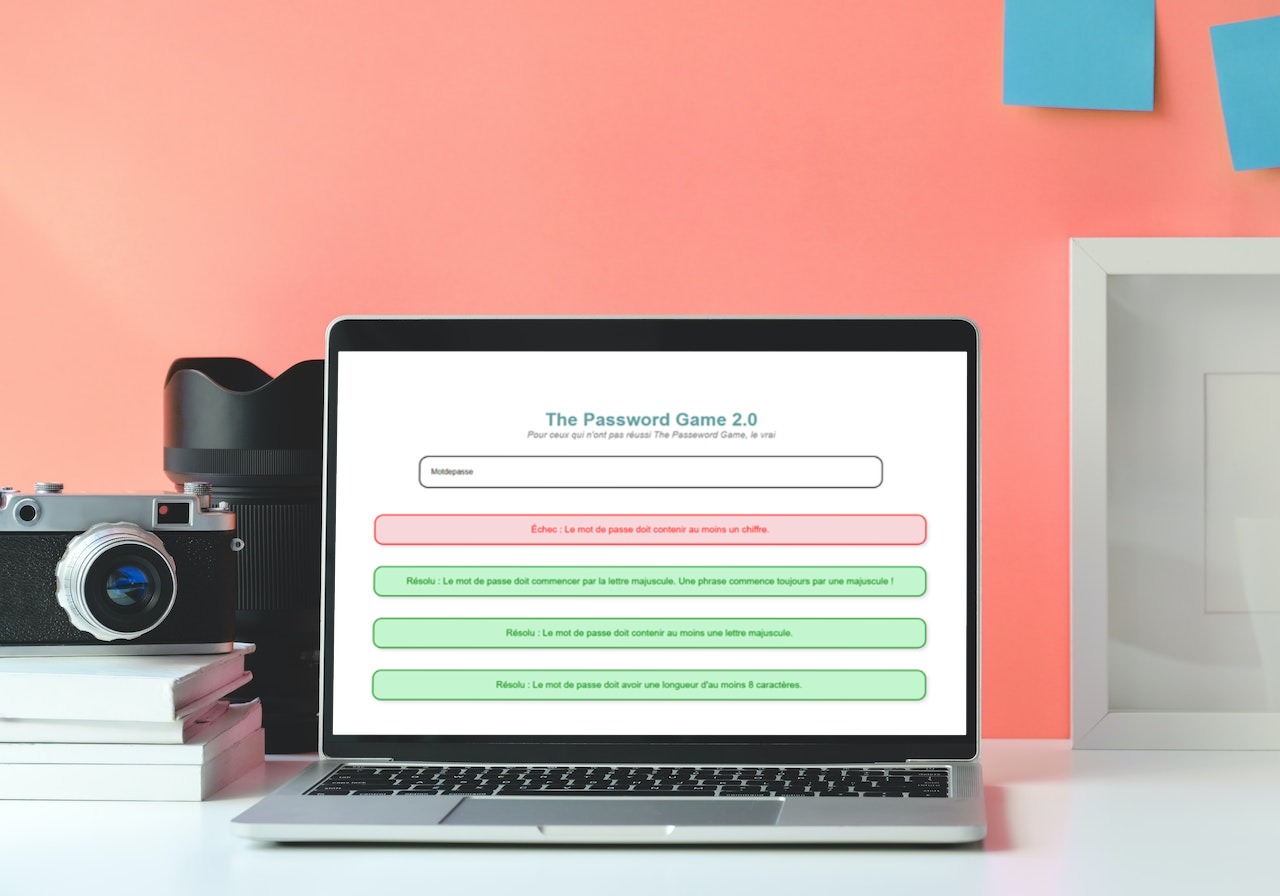 The Password Game 2.0
Pour ceux qui n'ont pas réussi The Passeword Game, le vrai
Motdepasse
Échec : Le mot de passe doit contenir au moins un chiffre.
Résolu : Le mot de passe doit commencer par la lettre majuscule. Une phrase commence toujours par une majuscule !
Résolu : Le mot de passe doit contenir au moins une lettre majuscule.
Résolu : Le mot de passe doit avoir une longueur d'au moins 8 caractères.